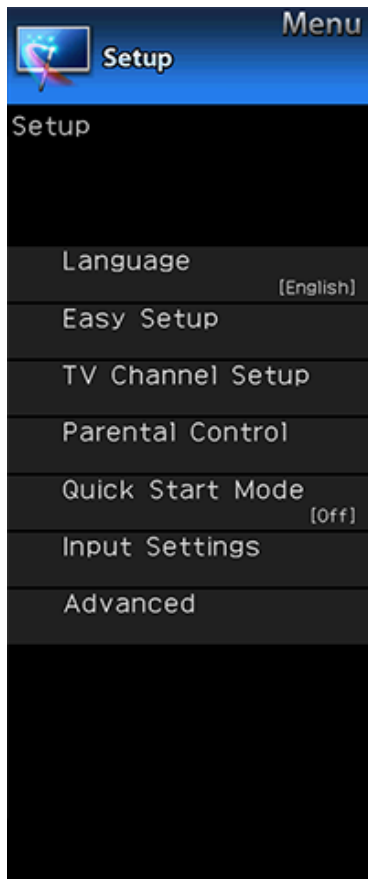 Menu
Setup
Setup
Language
[English]
Easy Setup
TV Channel Setup
Parental Control
Quick Start Mode
[Off]
Input Settings
Advanced